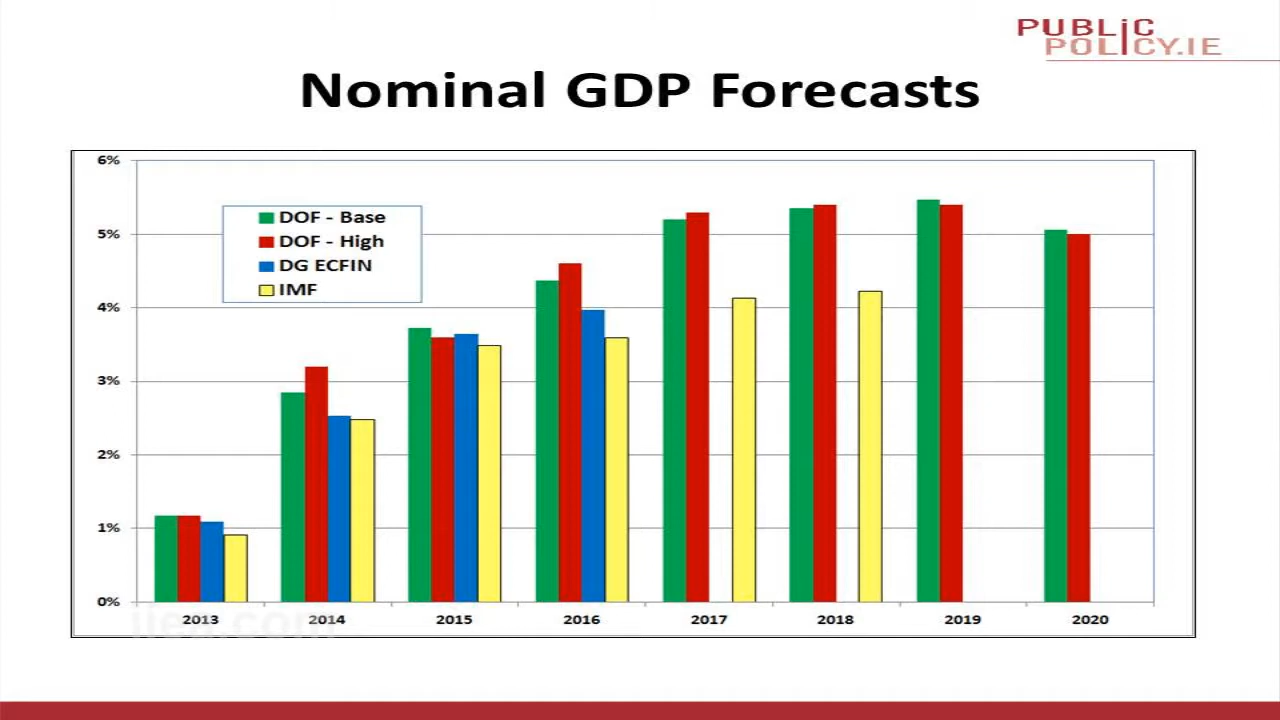 PUBLIC
POLICY.IE
Nominal GDP Forecasts
6%
5%
4%
3%
2%
1%
0%
DOF - Base
DOF - High
DG ECFIN
IMF
2013 2014 2015 2016 2017 2018 2019 2020